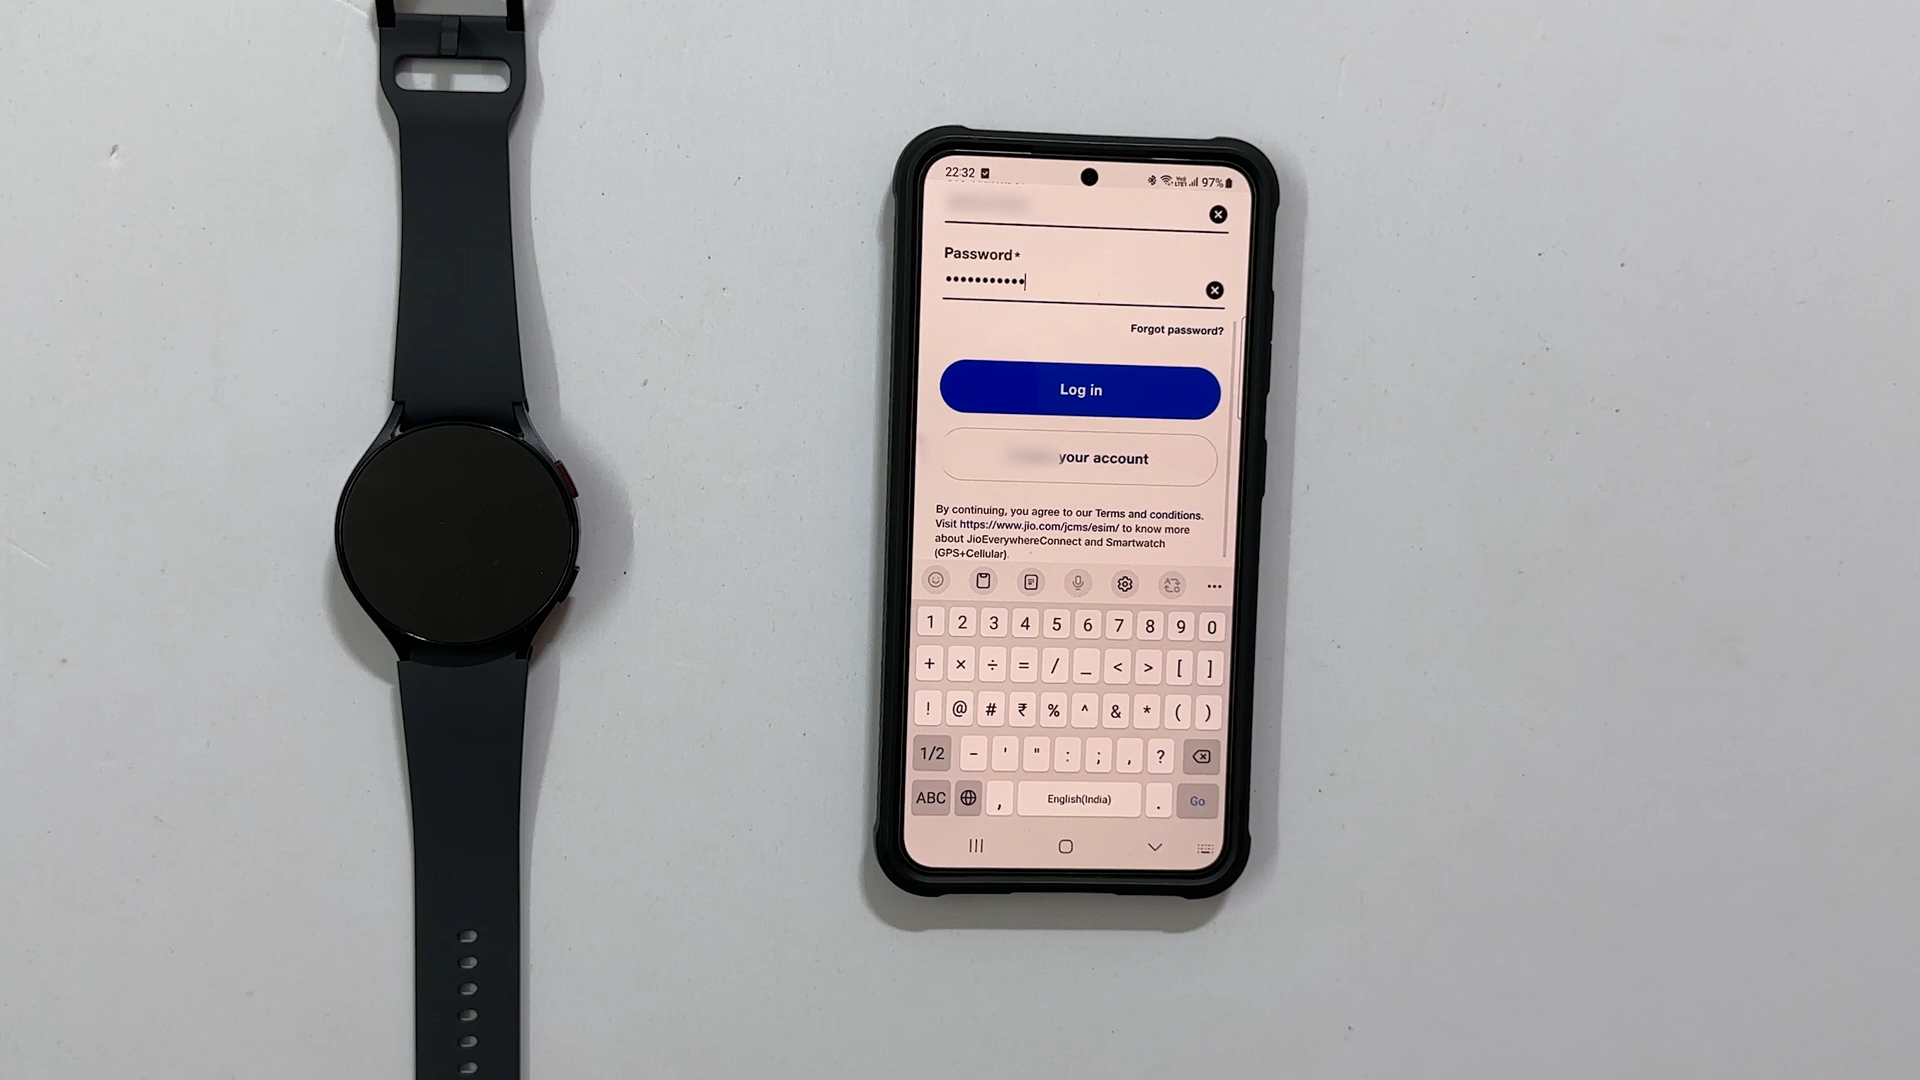 22:32 97%
Password*
•••••••••••
Forgot password?
Log in
your account
By continuing, you agree to our Terms and conditions.
Visit https://www.jio.com/jcms/esim/ to know more
about JioEverywhereConnect and Smartwatch
(GPS+Cellular).
1 2 3 4 5 6 7 8 9 0
+ × ÷ = / _ < > [ ]
! @ # ₹ % ^ & * ( )
1/2 - ' " : ; , ?
ABC , English(India) . Go